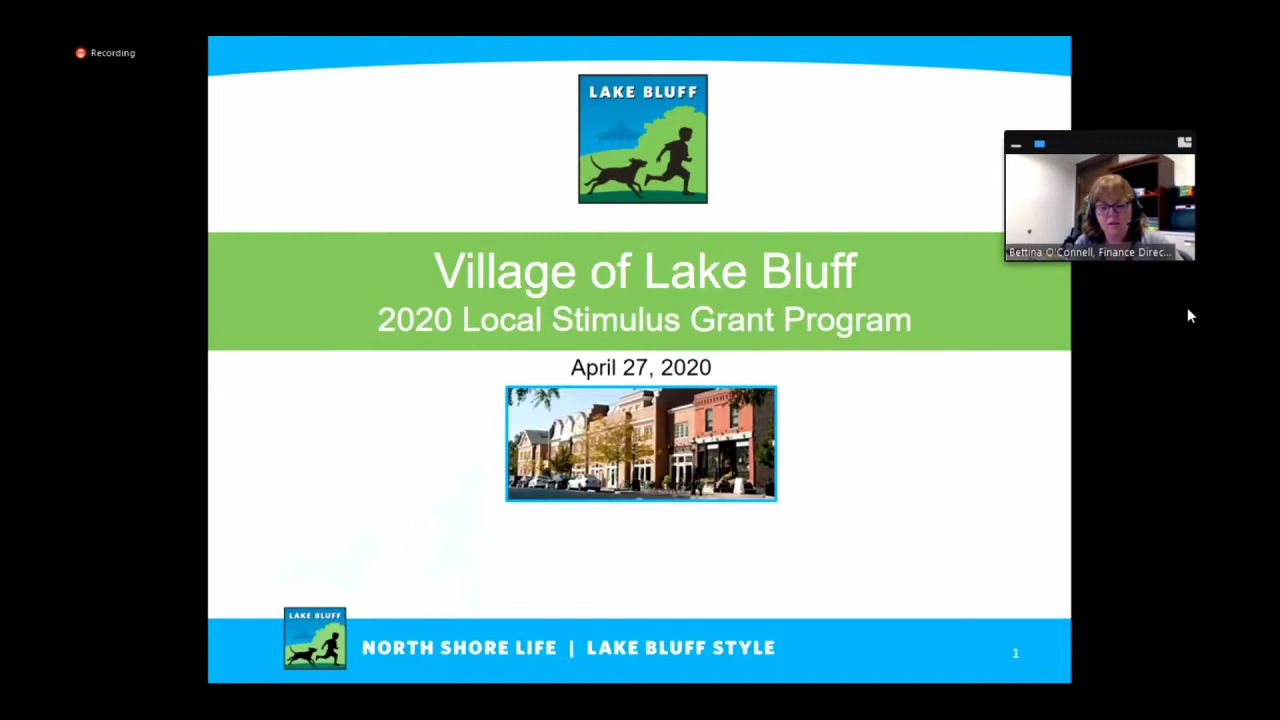 Recording
LAKE BLUFF
Village of Lake Bluff
2020 Local Stimulus Grant Program
April 27, 2020
Bettina O'Connell, Finance Direc...
LAKE BLUFF
NORTH SHORE LIFE | LAKE BLUFF STYLE
1